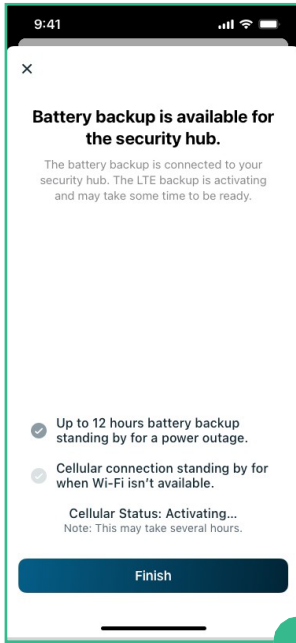 9:41
Battery backup is available for
the security hub.
The battery backup is connected to your
security hub. The LTE backup is activating
and may take some time to be ready.
Up to 12 hours battery backup
standing by for a power outage.
Cellular connection standing by for
when Wi-Fi isn't available.
Cellular Status: Activating...
Note: This may take several hours.
Finish